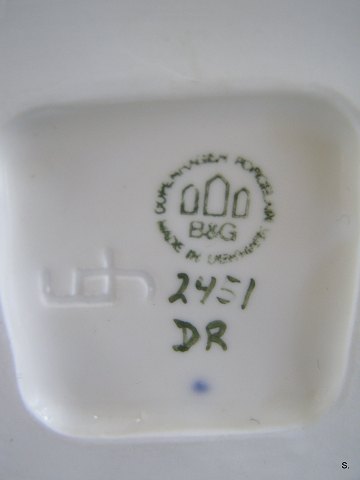 COPENHAGEN PORCELAIN
B&G
MADE IN DENMARK
2451
DR
S.